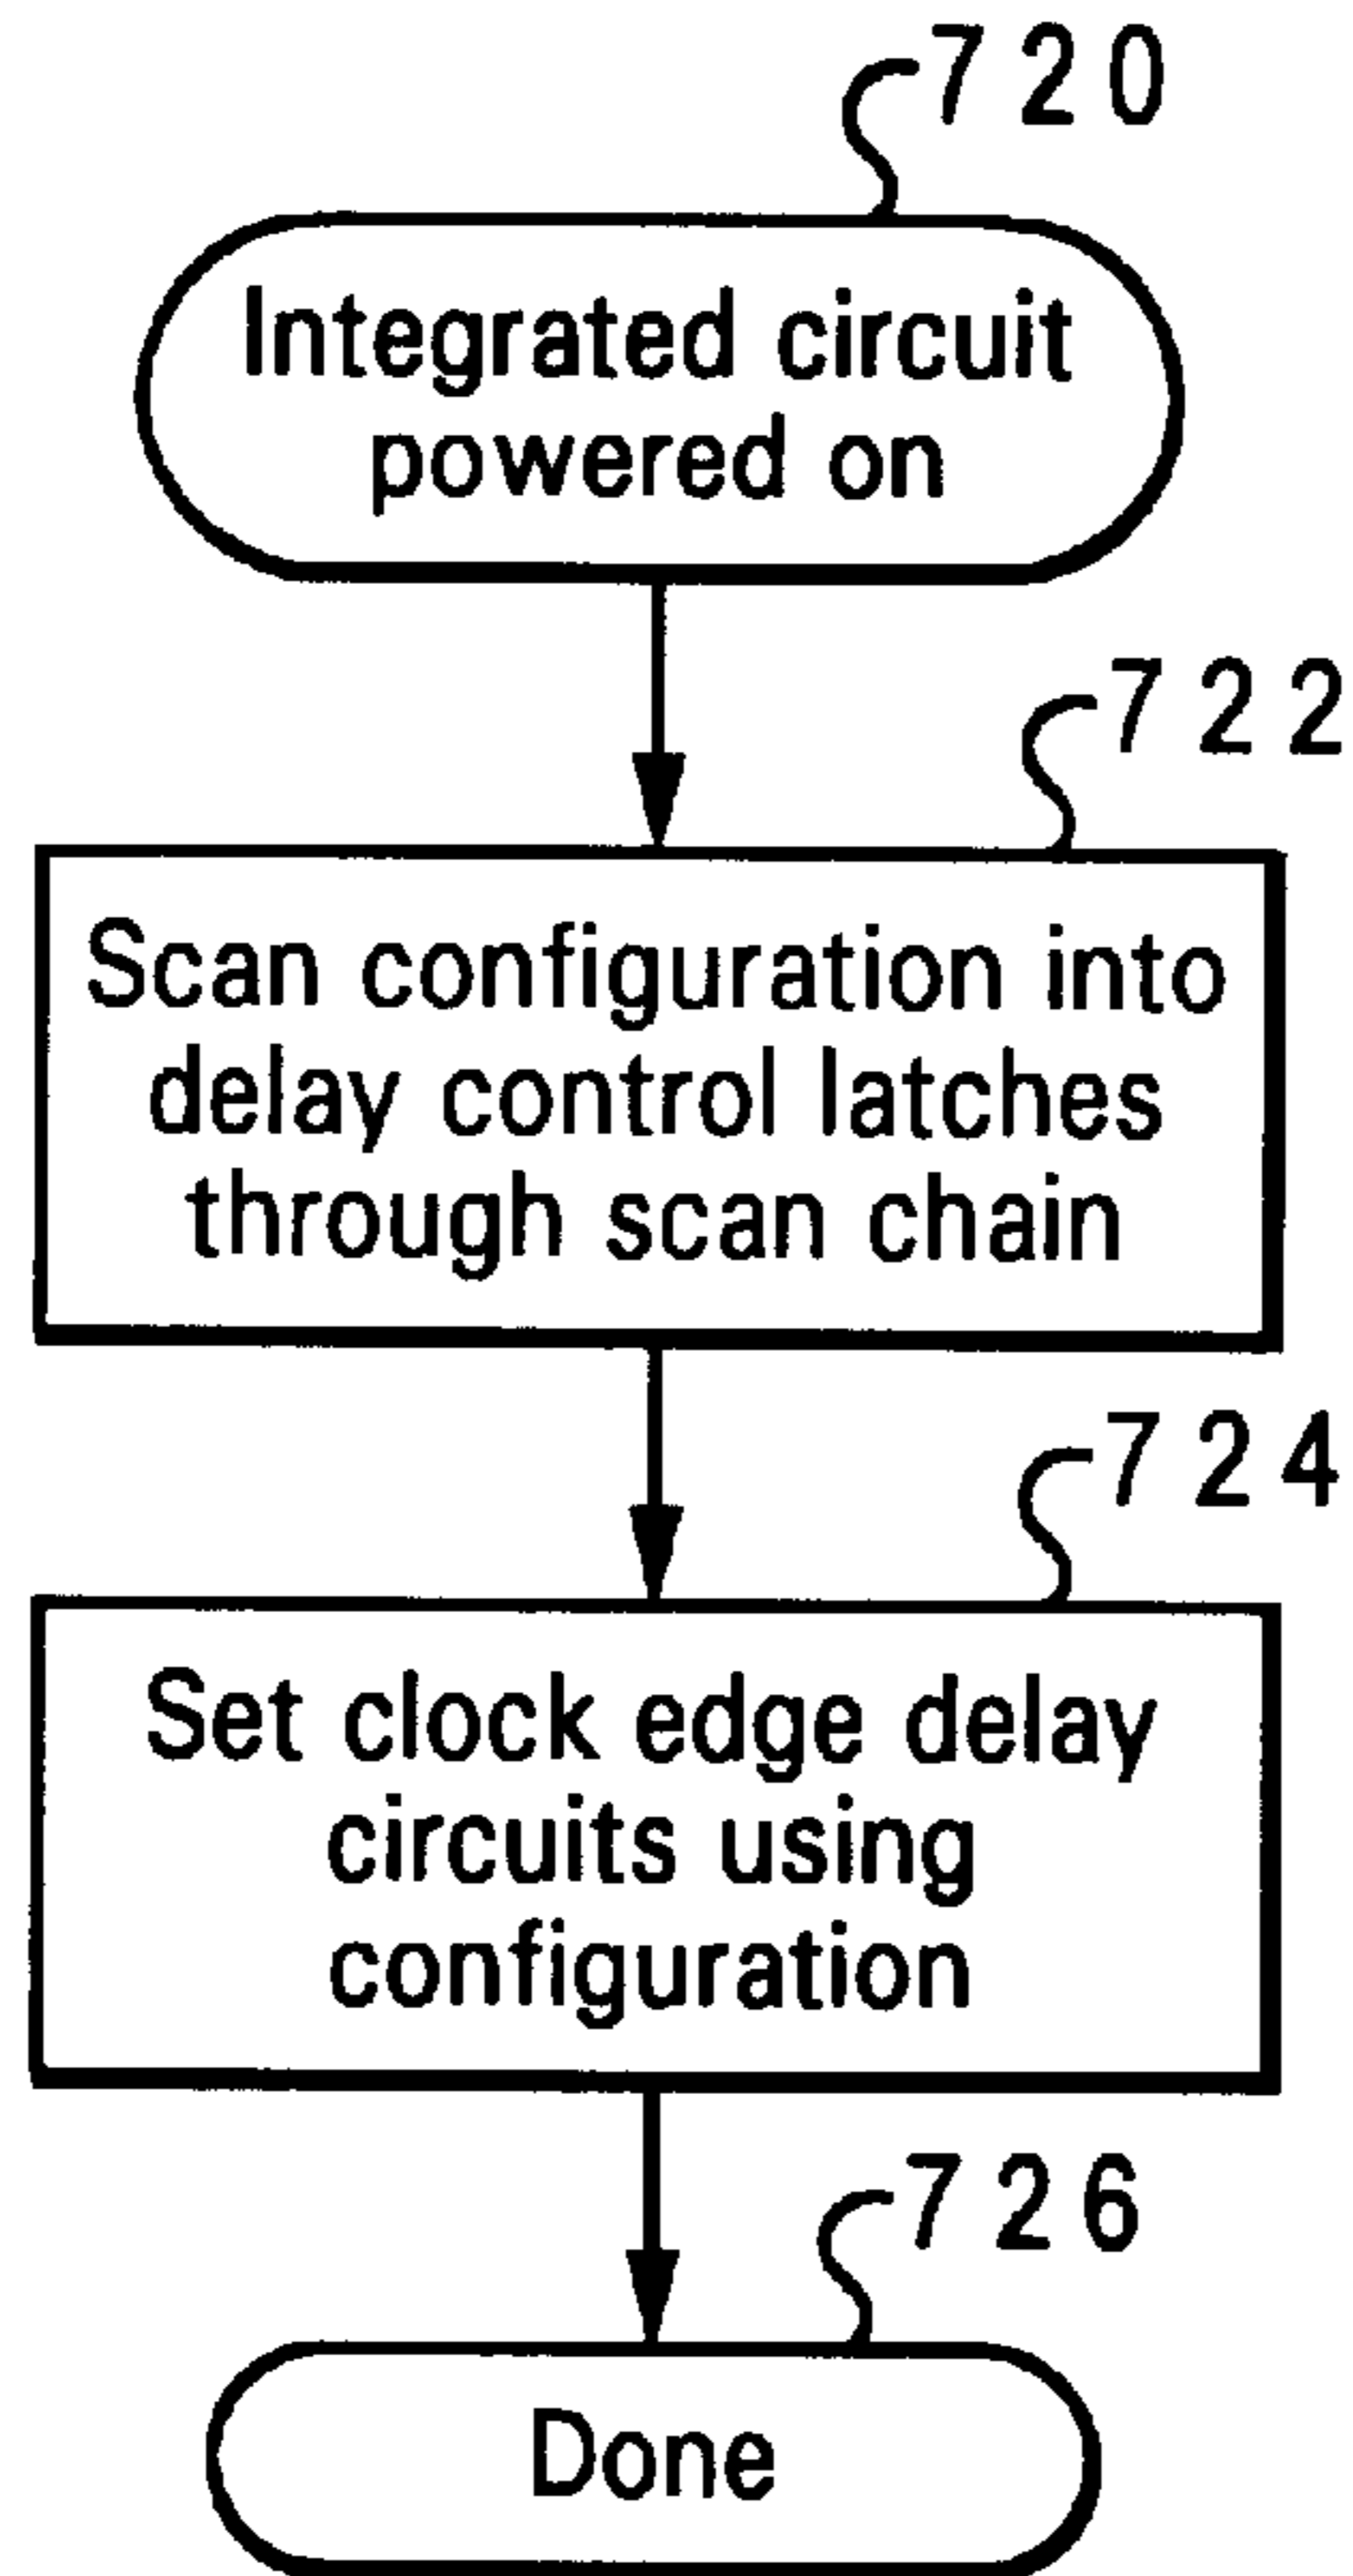 720
Integrated circuit
powered on
722
Scan configuration into
delay control latches
through scan chain
724
Set clock edge delay
circuits using
configuration
726
Done